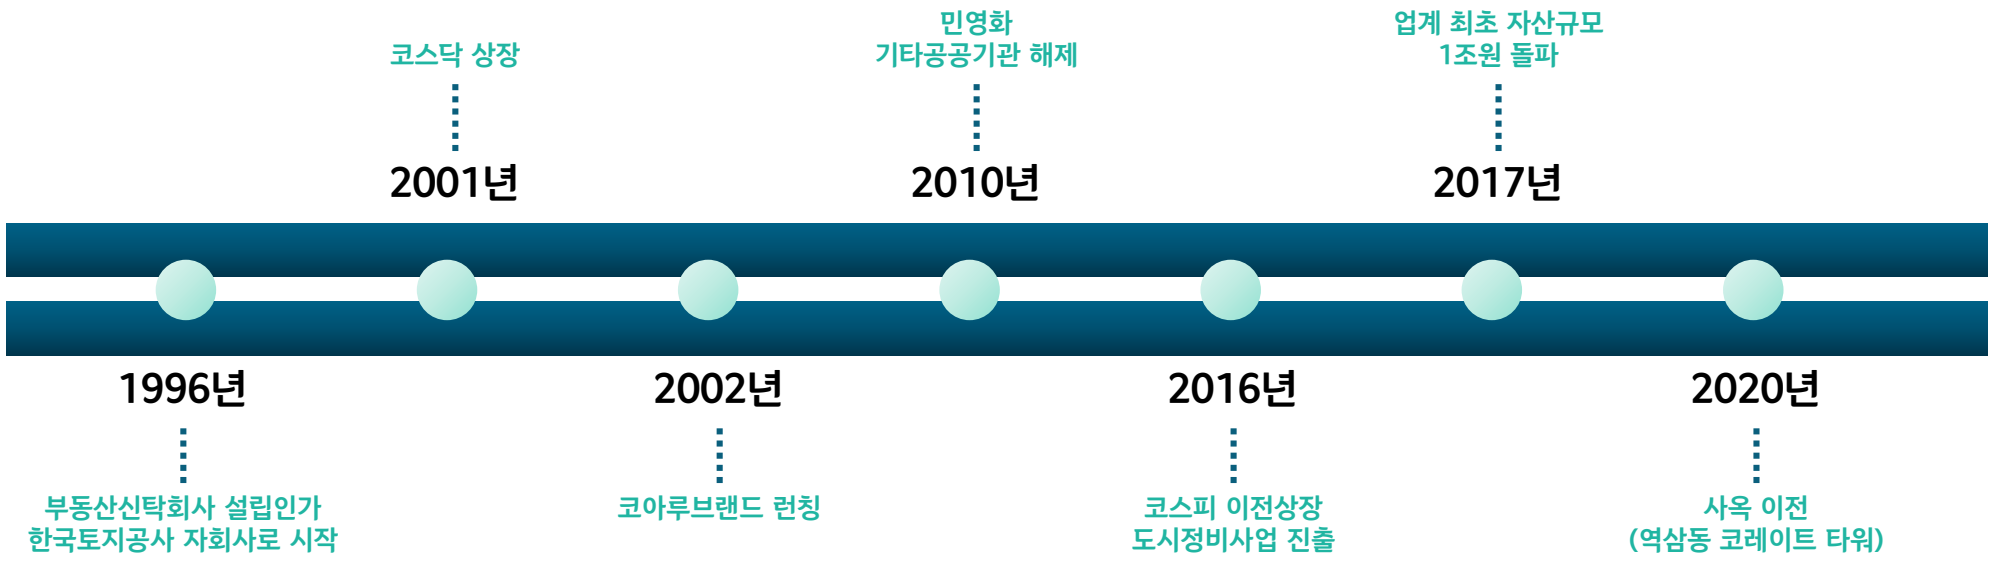 코스닥 상장
2001년
민영화
기타공공기관 해제
2010년
업계 최초 자산규모
1조원 돌파
2017년
1996년
부동산신탁회사 설립인가
한국토지공사 자회사로 시작
2002년
코아루브랜드 런칭
2016년
코스피 이전상장
도시정비사업 진출
2020년
사옥 이전
(역삼동 코레이트 타워)